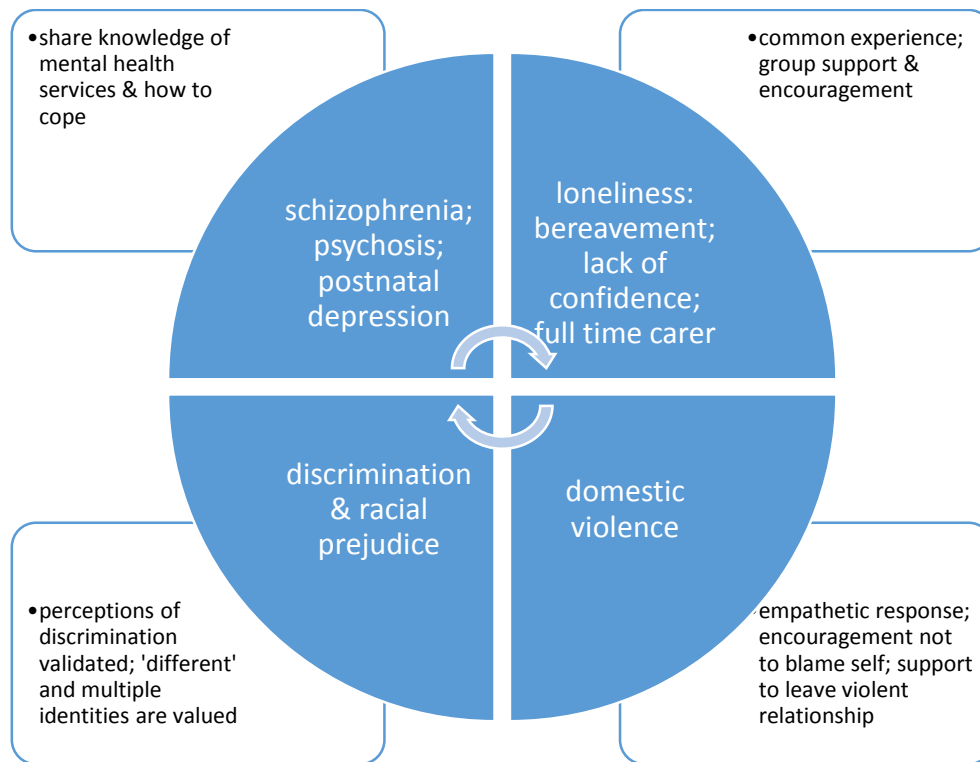 •share knowledge of
mental health
services & how to
cope
•common experience;
group support &
encouragement
schizophrenia;
psychosis;
postnatal
depression
loneliness:
bereavement;
lack of
confidence;
full time carer
discrimination
& racial
prejudice
domestic
violence
•perceptions of
discrimination
validated; 'different'
and multiple
identities are valued
•empathetic response;
encouragement not
to blame self; support
to leave violent
relationship